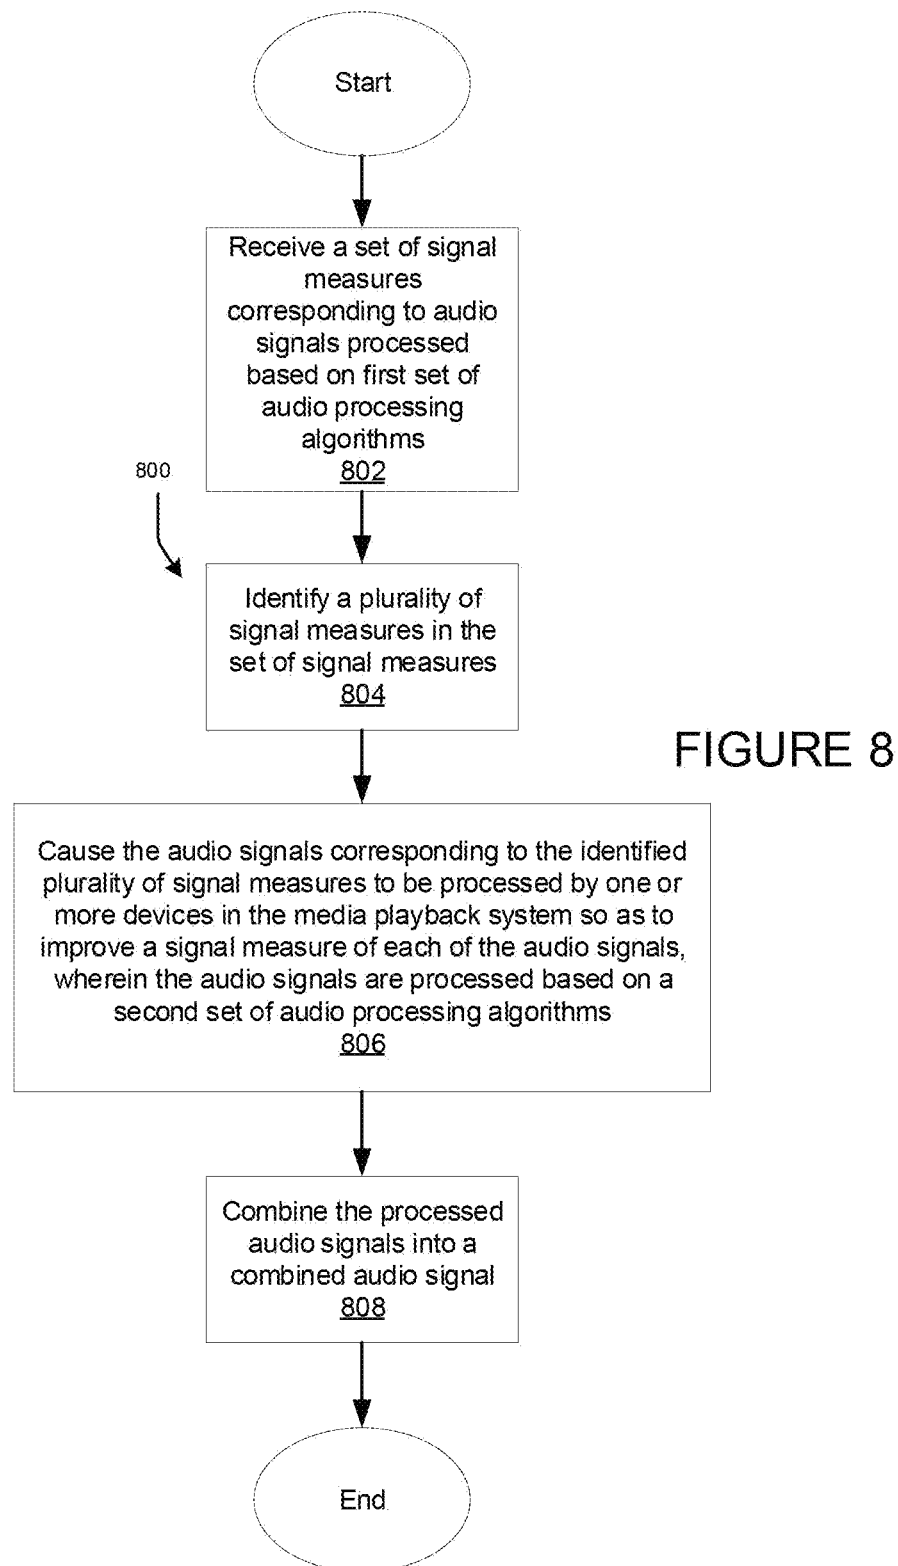 Start
Receive a set of signal
measures
corresponding to audio
signals processed
based on first set of
audio processing
algorithms
802
800
Identify a plurality of
signal measures in the
set of signal measures
804
FIGURE 8
Cause the audio signals corresponding to the identified
plurality of signal measures to be processed by one or
more devices in the media playback system so as to
improve a signal measure of each of the audio signals,
wherein the audio signals are processed based on a
second set of audio processing algorithms
806
Combine the processed
audio signals into a
combined audio signal
808
End